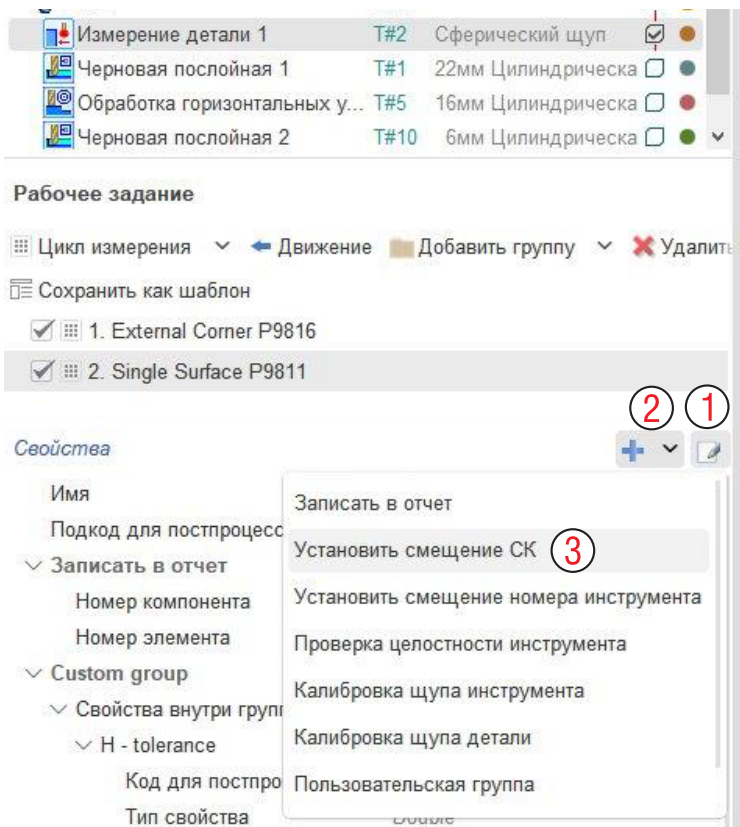 Измерение детали 1 T#2 Сферический щуп
Черновая послойная 1 T#1 22мм Цилиндрическа
Обработка горизонтальных у... T#5 16мм Цилиндрическа
Черновая послойная 2 T#10 6мм Цилиндрическа
Рабочее задание
Цикл измерения Движение Добавить группу Удалить
Сохранить как шаблон
1. External Corner P9816
2. Single Surface P9811
2 1
Свойства
Имя
Подкод для постпроцесс
Записать в отчет
Номер компонента
Номер элемента
Custom group
Свойства внутри групп
H - tolerance
Код для постпро
Тип свойства Double
Записать в отчет
Установить смещение СК 3
Установить смещение номера инструмента
Проверка целостности инструмента
Калибровка щупа инструмента
Калибровка щупа детали
Пользовательская группа